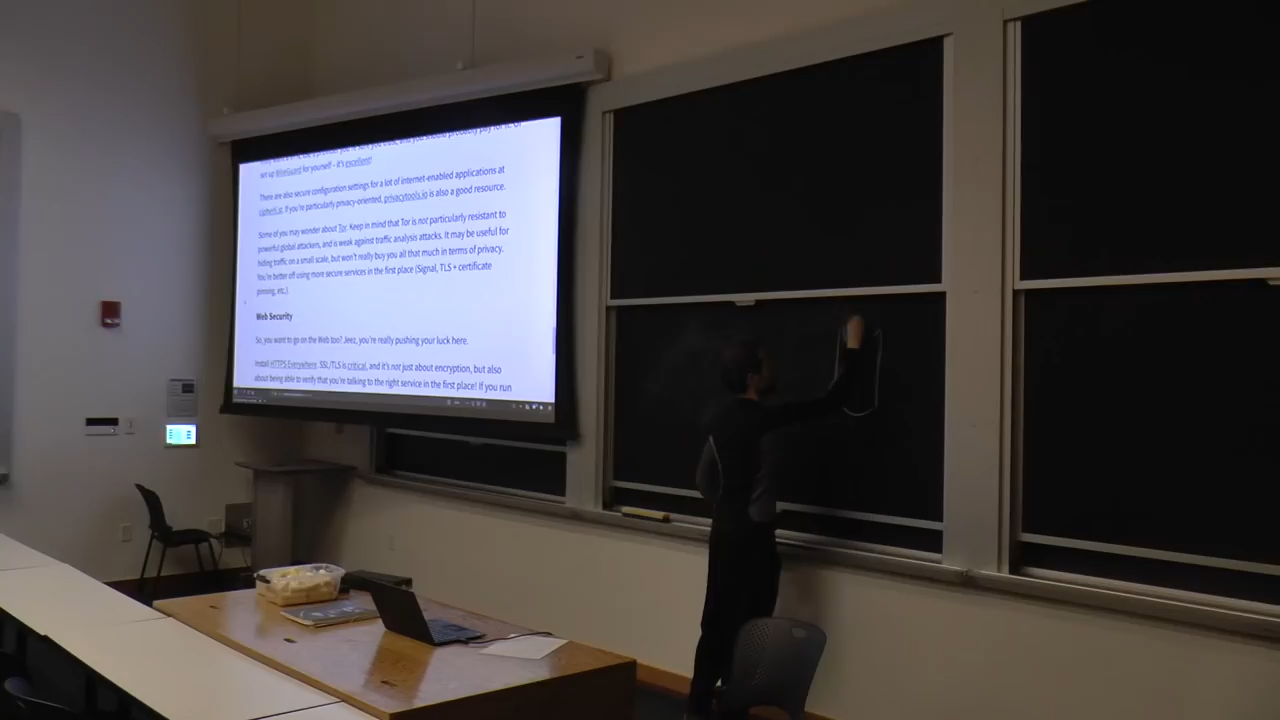 you should probably pay for it. Or
set up WireGuard for yourself – it's excellent!
There are also secure configuration settings for a lot of internet-enabled applications at
cipherli.st. If you're particularly privacy-oriented, privacytools.io is also a good resource.
Some of you may wonder about Tor. Keep in mind that Tor is not particularly resistant to
powerful global attackers, and is weak against traffic analysis attacks. It may be useful for
hiding traffic on a small scale, but won't really buy you all that much in terms of privacy.
You're better off using more secure services in the first place (Signal, TLS + certificate
pinning, etc.).
Web Security
So, you want to go on the Web too? Jeez, you're really pushing your luck here.
Install HTTPS Everywhere. SSL/TLS is critical, and it's not just about encryption, but also
about being able to verify that you're talking to the right service in the first place! If you run